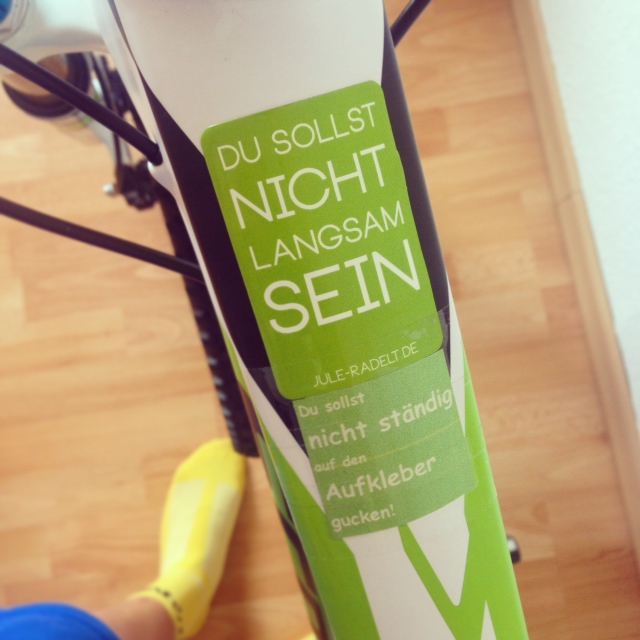 DU SOLLST
NICHT
LANGSAM
SEIN
JULE-RADELT.DE
Du sollst
nicht ständig
auf den
Aufkleber
gucken!